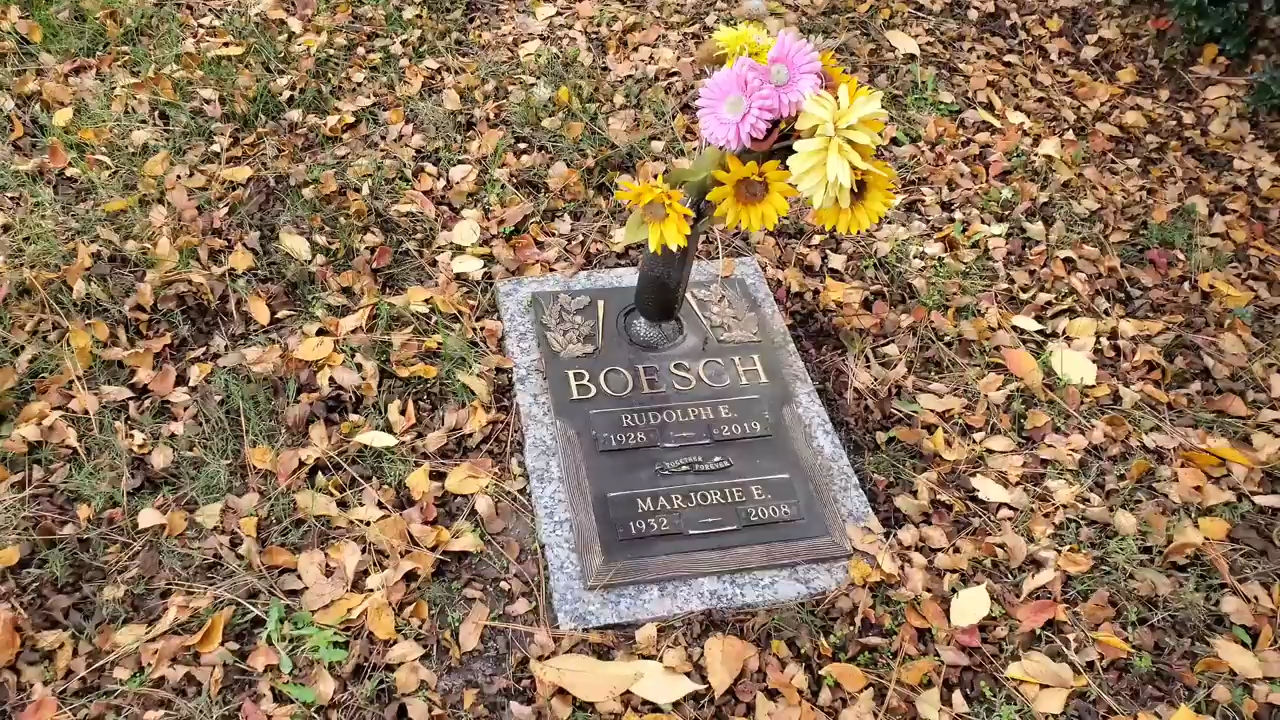 BOESCH
RUDOLPH E.
1928 2019
TOGETHER
FOREVER
MARJORIE E.
1932 2008